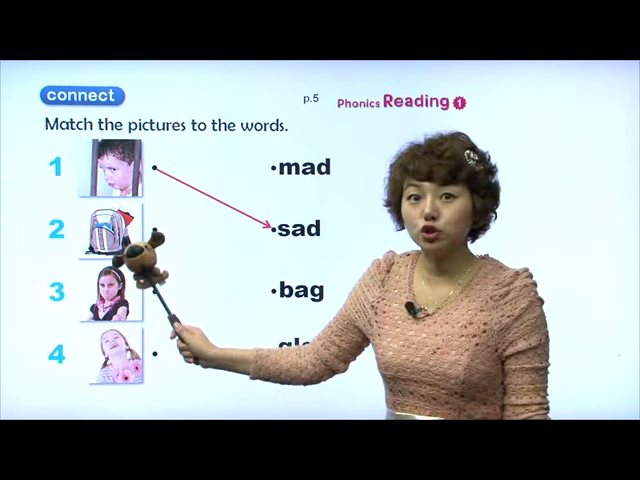 connect
p.5
Phonics Reading 1
Match the pictures to the words.
1
mad
2
sad
3
bag
4